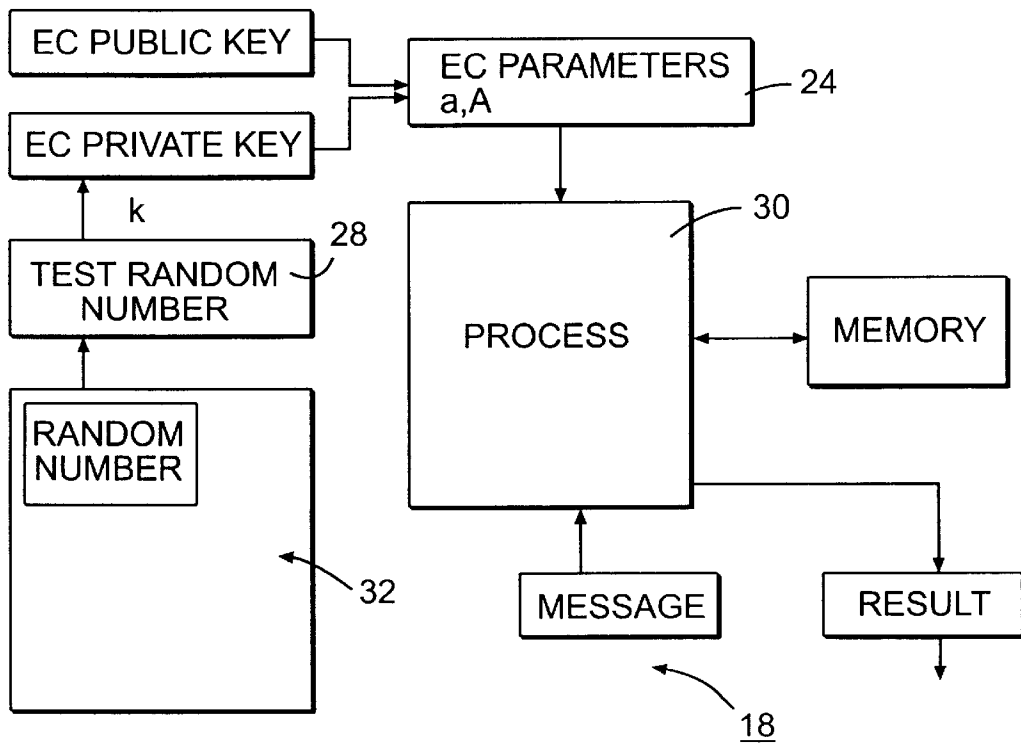 EC PUBLIC KEY
EC PARAMETERS
a,A
24
EC PRIVATE KEY
k
30
28
TEST RANDOM
NUMBER
PROCESS
MEMORY
RANDOM
NUMBER
32
MESSAGE
RESULT
18